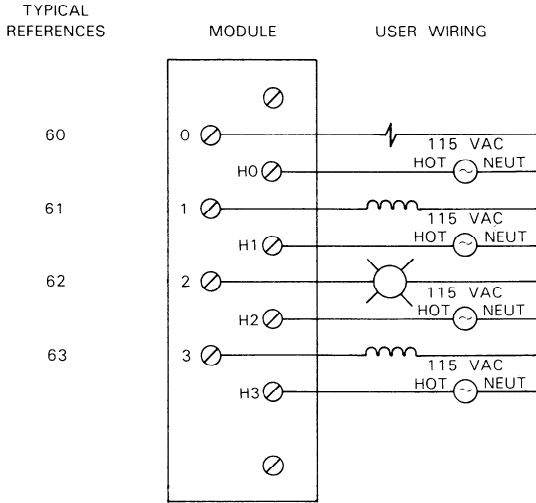 TYPICAL
REFERENCES MODULE USER WIRING
60 0
115 VAC
H0 HOT NEUT
61 1
115 VAC
H1 HOT NEUT
62 2
115 VAC
H2 HOT NEUT
63 3
115 VAC
H3 HOT NEUT